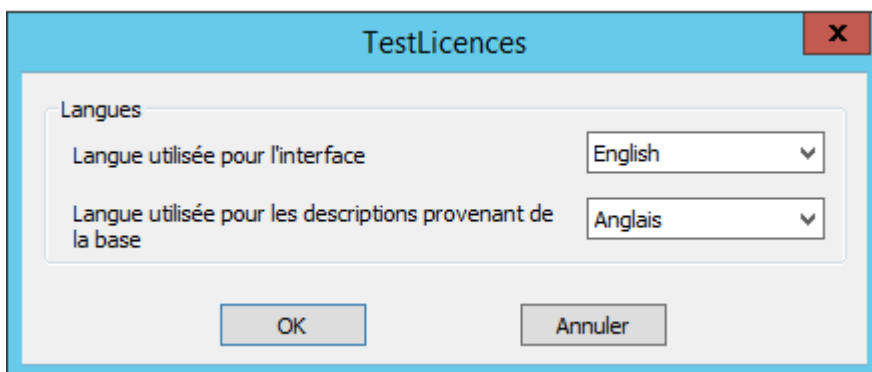 TestLicences
x
Langues
Langue utilisée pour l'interface
English
Langue utilisée pour les descriptions provenant de
la base
Anglais
OK
Annuler